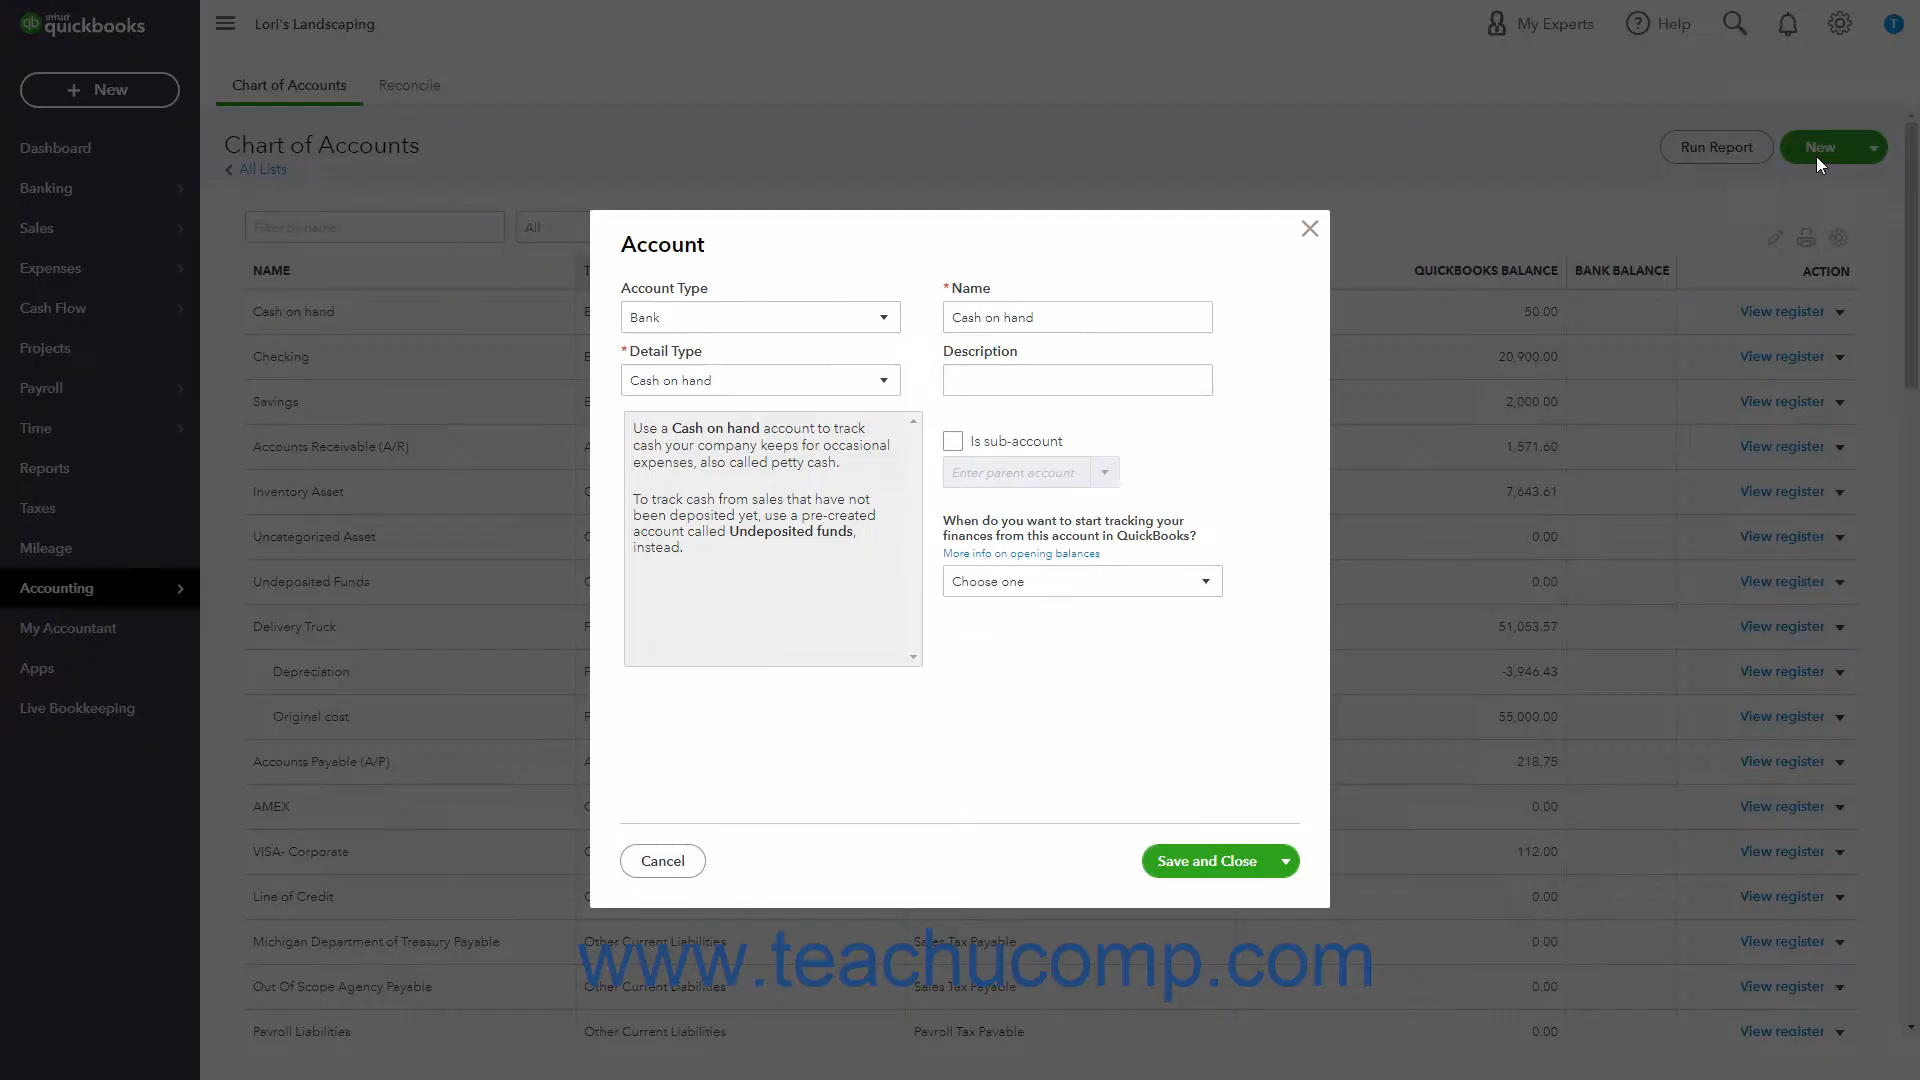 intuit
quickbooks
Lori's Landscaping
My Experts
Help
T
+ New
Dashboard
Banking
Sales
Expenses
Cash Flow
Projects
Payroll
Time
Reports
Taxes
Mileage
Accounting
My Accountant
Apps
Live Bookkeeping
Chart of Accounts Reconcile
Chart of Accounts
All Lists
Run Report
New
Filter by name
All
NAME T QUICKBOOKS BALANCE BANK BALANCE ACTION
Cash on hand 50.00 View register
Checking 20,900.00 View register
Savings 2,000.00 View register
Accounts Receivable (A/R) 1,571.60 View register
Inventory Asset 7,643.61 View register
Uncategorized Asset 0.00 View register
Undeposited Funds 0.00 View register
Delivery Truck 51,053.57 View register
Depreciation -3,946.43 View register
Original cost 55,000.00 View register
Accounts Payable (A/P) 218.75 View register
AMEX 0.00 View register
VISA- Corporate 112.00 View register
Line of Credit 0.00 View register
Michigan Department of Treasury Payable Other Current Liabilities Sales Tax Payable 0.00 View register
Out Of Scope Agency Payable Other Current Liabilities Sales Tax Payable 0.00 View register
Payroll Liabilities Other Current Liabilities Payroll Tax Payable 0.00 View register
Account
Account Type
Bank
* Detail Type
Cash on hand
Use a Cash on hand account to track
cash your company keeps for occasional
expenses, also called petty cash.
To track cash from sales that have not
been deposited yet, use a pre-created
account called Undeposited funds,
instead.
* Name
Cash on hand
Description
Is sub-account
Enter parent account
When do you want to start tracking your
finances from this account in QuickBooks?
More info on opening balances
Choose one
Cancel
Save and Close
www.teachucomp.com